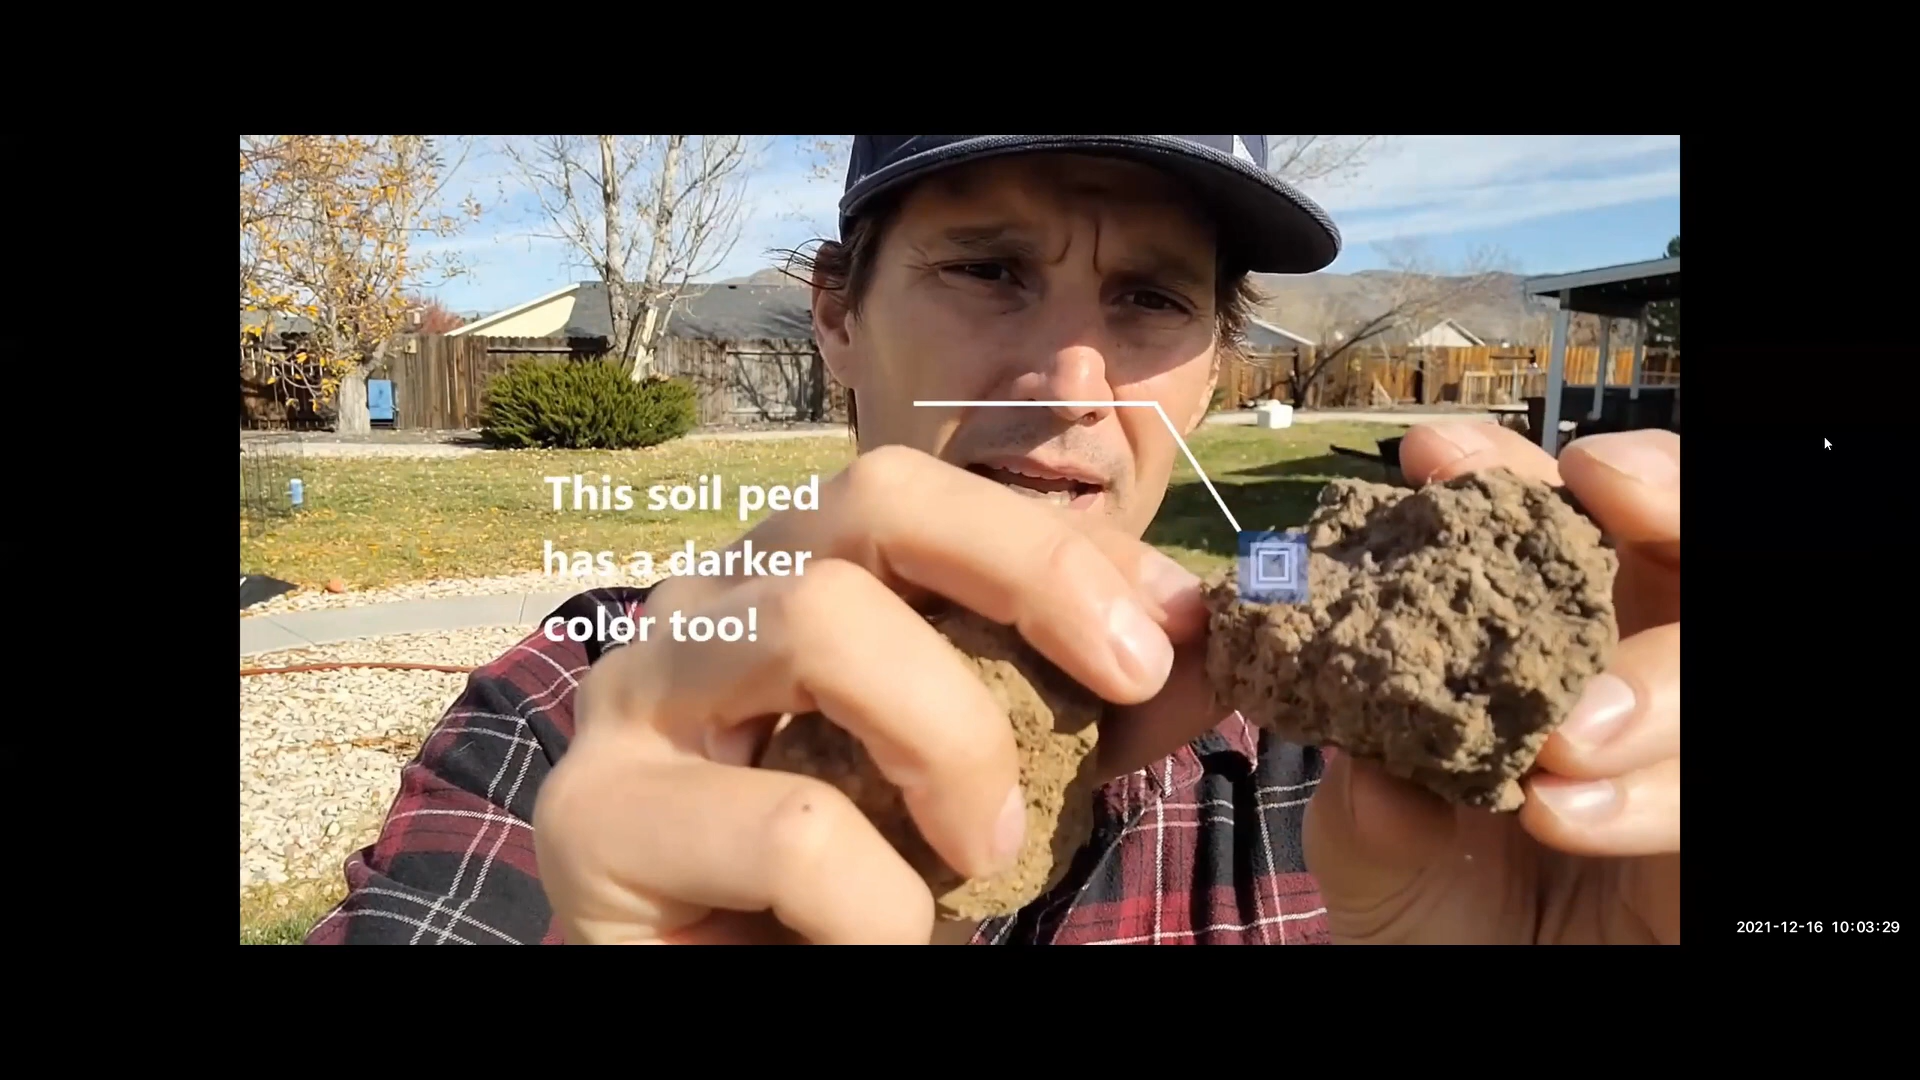 This soil ped
has a darker
color too!
2021-12-16 10:03:29